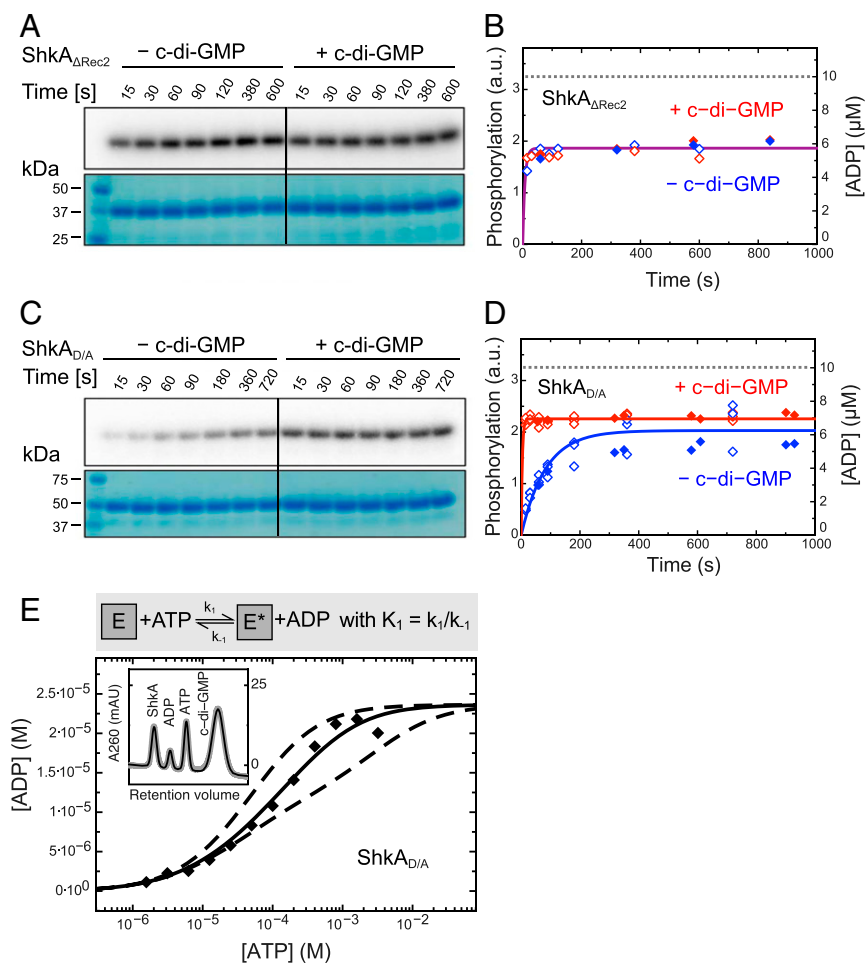 A
ShkAΔRec2
− c-di-GMP
+ c-di-GMP
Time [s]
15 30 60 90 120 380 600 15 30 60 90 120 380 600
kDa
50
37
25
B
Phosphorylation (a.u.)
3
2
1
0
ShkAΔRec2
+ c−di−GMP
− c−di−GMP
[ADP] (µM)
10
8
6
4
2
0
0 200 400 600 800 1000
Time (s)
C
ShkAD/A
− c-di-GMP
+ c-di-GMP
Time [s]
15 30 60 90 180 360 720 15 30 60 90 180 360 720
kDa
75
50
37
D
Phosphorylation (a.u.)
3
2
1
0
ShkAD/A
+ c−di−GMP
− c−di−GMP
[ADP] (µM)
10
8
6
4
2
0
0 200 400 600 800 1000
Time (s)
E
E +ATP k1 k-1 E* +ADP with K1 = k1/k-1
[ADP] (M)
2.5·10⁻⁵
2·10⁻⁵
1·10⁻⁵
5·10⁻⁶
0·10⁰
A260 (mAU)
ShkA
ADP
ATP
c-di-GMP
25
0
Retention volume
ShkAD/A
10⁻⁶ 10⁻⁵ 10⁻⁴ 10⁻³ 10⁻²
[ATP] (M)